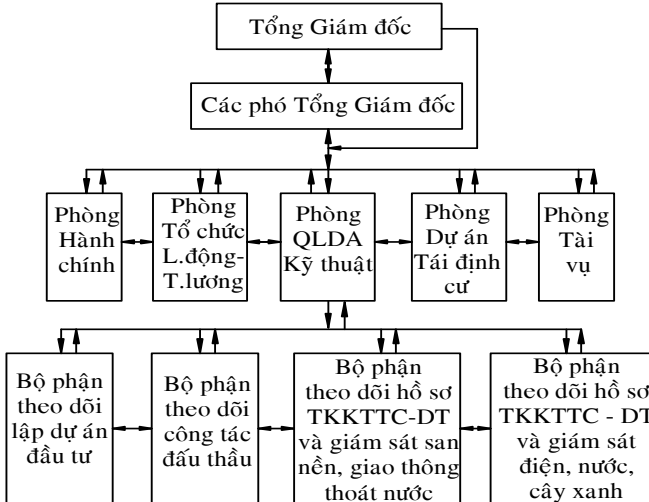 Tổng Giám đốc
Các phó Tổng Giám đốc
Phòng
Hành
chính
Phòng
Tổ chức
L.động-
T.lương
Phòng
QLDA
Kỹ thuật
Phòng
Dự án
Tái định
cư
Phòng
Tài
vụ
Bộ phận
theo dõi
lập dự án
đầu tư
Bộ phận
theo dõi
công tác
đấu thầu
Bộ phận
theo dõi hồ sơ
TKKTTC-DT
và giám sát san
nền, giao thông
thoát nước
Bộ phận
theo dõi hồ sơ
TKKTTC - DT
và giám sát
điện, nước,
cây xanh